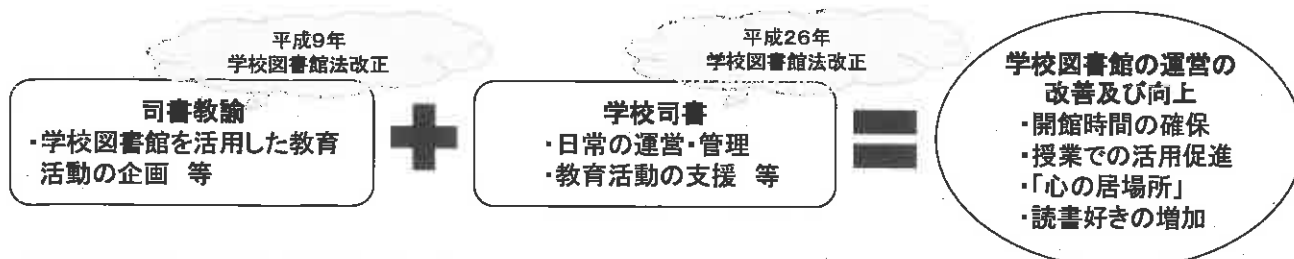 平成9年
学校図書館法改正
司書教諭
・学校図書館を活用した教育
活動の企画 等
平成26年
学校図書館法改正
学校司書
・日常の運営・管理
・教育活動の支援 等
学校図書館の運営の
改善及び向上
・開館時間の確保
・授業での活用促進
・「心の居場所」
・読書好きの増加